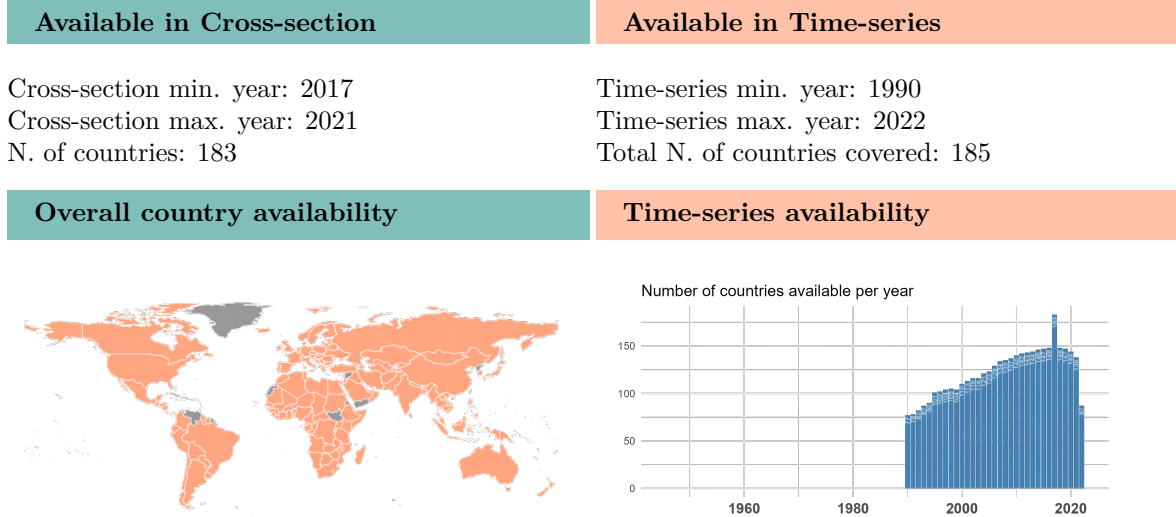 Available in Cross-section
Available in Time-series
Cross-section min. year: 2017
Cross-section max. year: 2021
N. of countries: 183
Time-series min. year: 1990
Time-series max. year: 2022
Total N. of countries covered: 185
Overall country availability
Time-series availability
Number of countries available per year
150
100
50
0
1960
1980
2000
2020